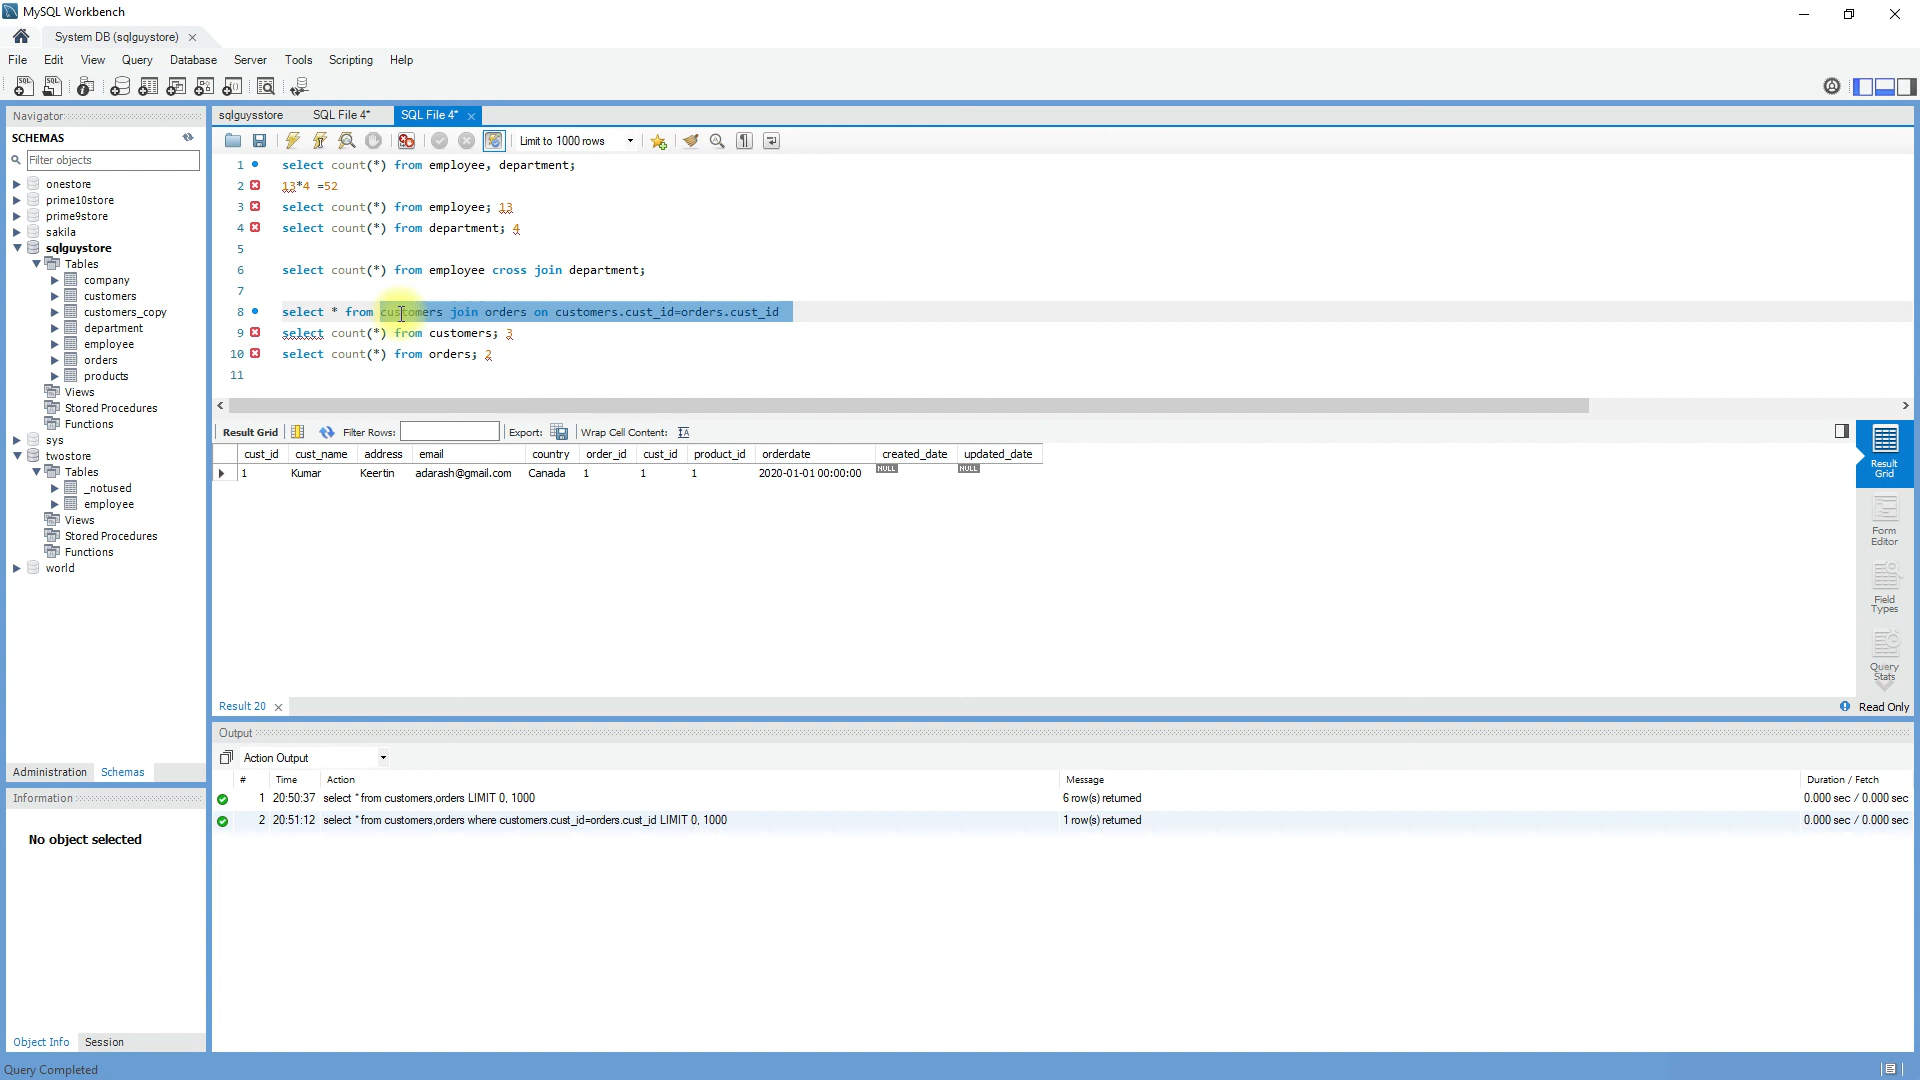 MySQL Workbench
System DB (sqlguystore)
File Edit View Query Database Server Tools Scripting Help
Navigator
SCHEMAS
Filter objects
onestore
prime10store
prime9store
sakila
sqlguystore
Tables
company
customers
customers_copy
department
employee
orders
products
Views
Stored Procedures
Functions
sys
twostore
Tables
_notused
employee
Views
Stored Procedures
Functions
world
Administration Schemas
Information
No object selected
Object Info Session
sqlguysstore SQL File 4* SQL File 4*
Limit to 1000 rows
1 select count(*) from employee, department;
2 13*4 =52
3 select count(*) from employee; 13
4 select count(*) from department; 4
5
6 select count(*) from employee cross join department;
7
8 select * from customers join orders on customers.cust_id=orders.cust_id
9 select count(*) from customers; 3
10 select count(*) from orders; 2
11
Result Grid Filter Rows: Export: Wrap Cell Content:
cust_id cust_name address email country order_id cust_id product_id orderdate created_date updated_date
1 Kumar Keertin adarash@gmail.com Canada 1 1 1 2020-01-01 00:00:00 NULL NULL
Result Grid
Form Editor
Field Types
Query Stats
Result 20 Read Only
Output
Action Output
# Time Action Message Duration / Fetch
1 20:50:37 select * from customers,orders LIMIT 0, 1000 6 row(s) returned 0.000 sec / 0.000 sec
2 20:51:12 select * from customers,orders where customers.cust_id=orders.cust_id LIMIT 0, 1000 1 row(s) returned 0.000 sec / 0.000 sec
Query Completed